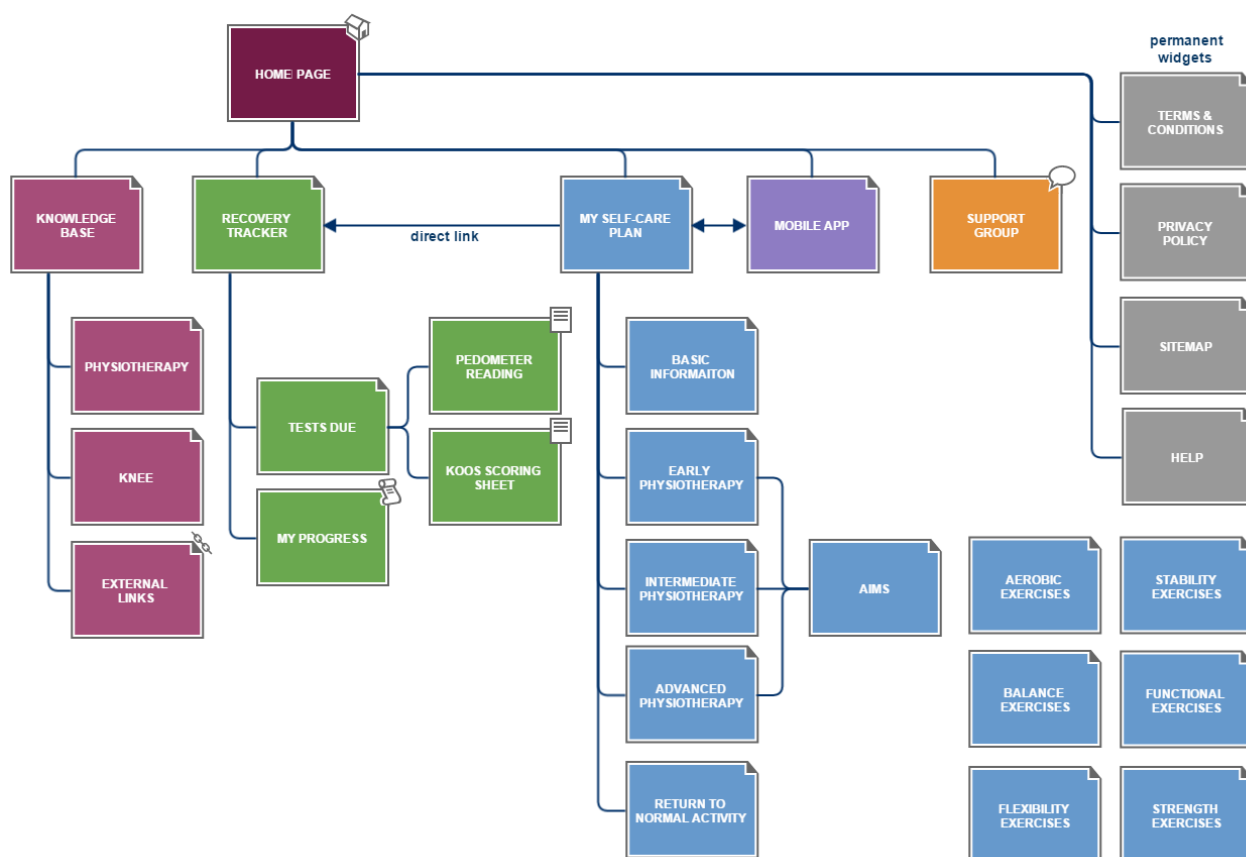 permanent
widgets
HOME PAGE
TERMS &
CONDITIONS
KNOWLEDGE
BASE
RECOVERY
TRACKER
direct link
MY SELF-CARE
PLAN
MOBILE APP
SUPPORT
GROUP
PRIVACY
POLICY
PHYSIOTHERAPY
PEDOMETER
READING
BASIC
INFORMAITON
SITEMAP
TESTS DUE
KNEE
KOOS SCORING
SHEET
EARLY
PHYSIOTHERAPY
HELP
MY PROGRESS
EXTERNAL
LINKS
INTERMEDIATE
PHYSIOTHERAPY
AIMS
AEROBIC
EXERCISES
STABILITY
EXERCISES
ADVANCED
PHYSIOTHERAPY
BALANCE
EXERCISES
FUNCTIONAL
EXERCISES
RETURN TO
NORMAL ACTIVITY
FLEXIBILITY
EXERCISES
STRENGTH
EXERCISES